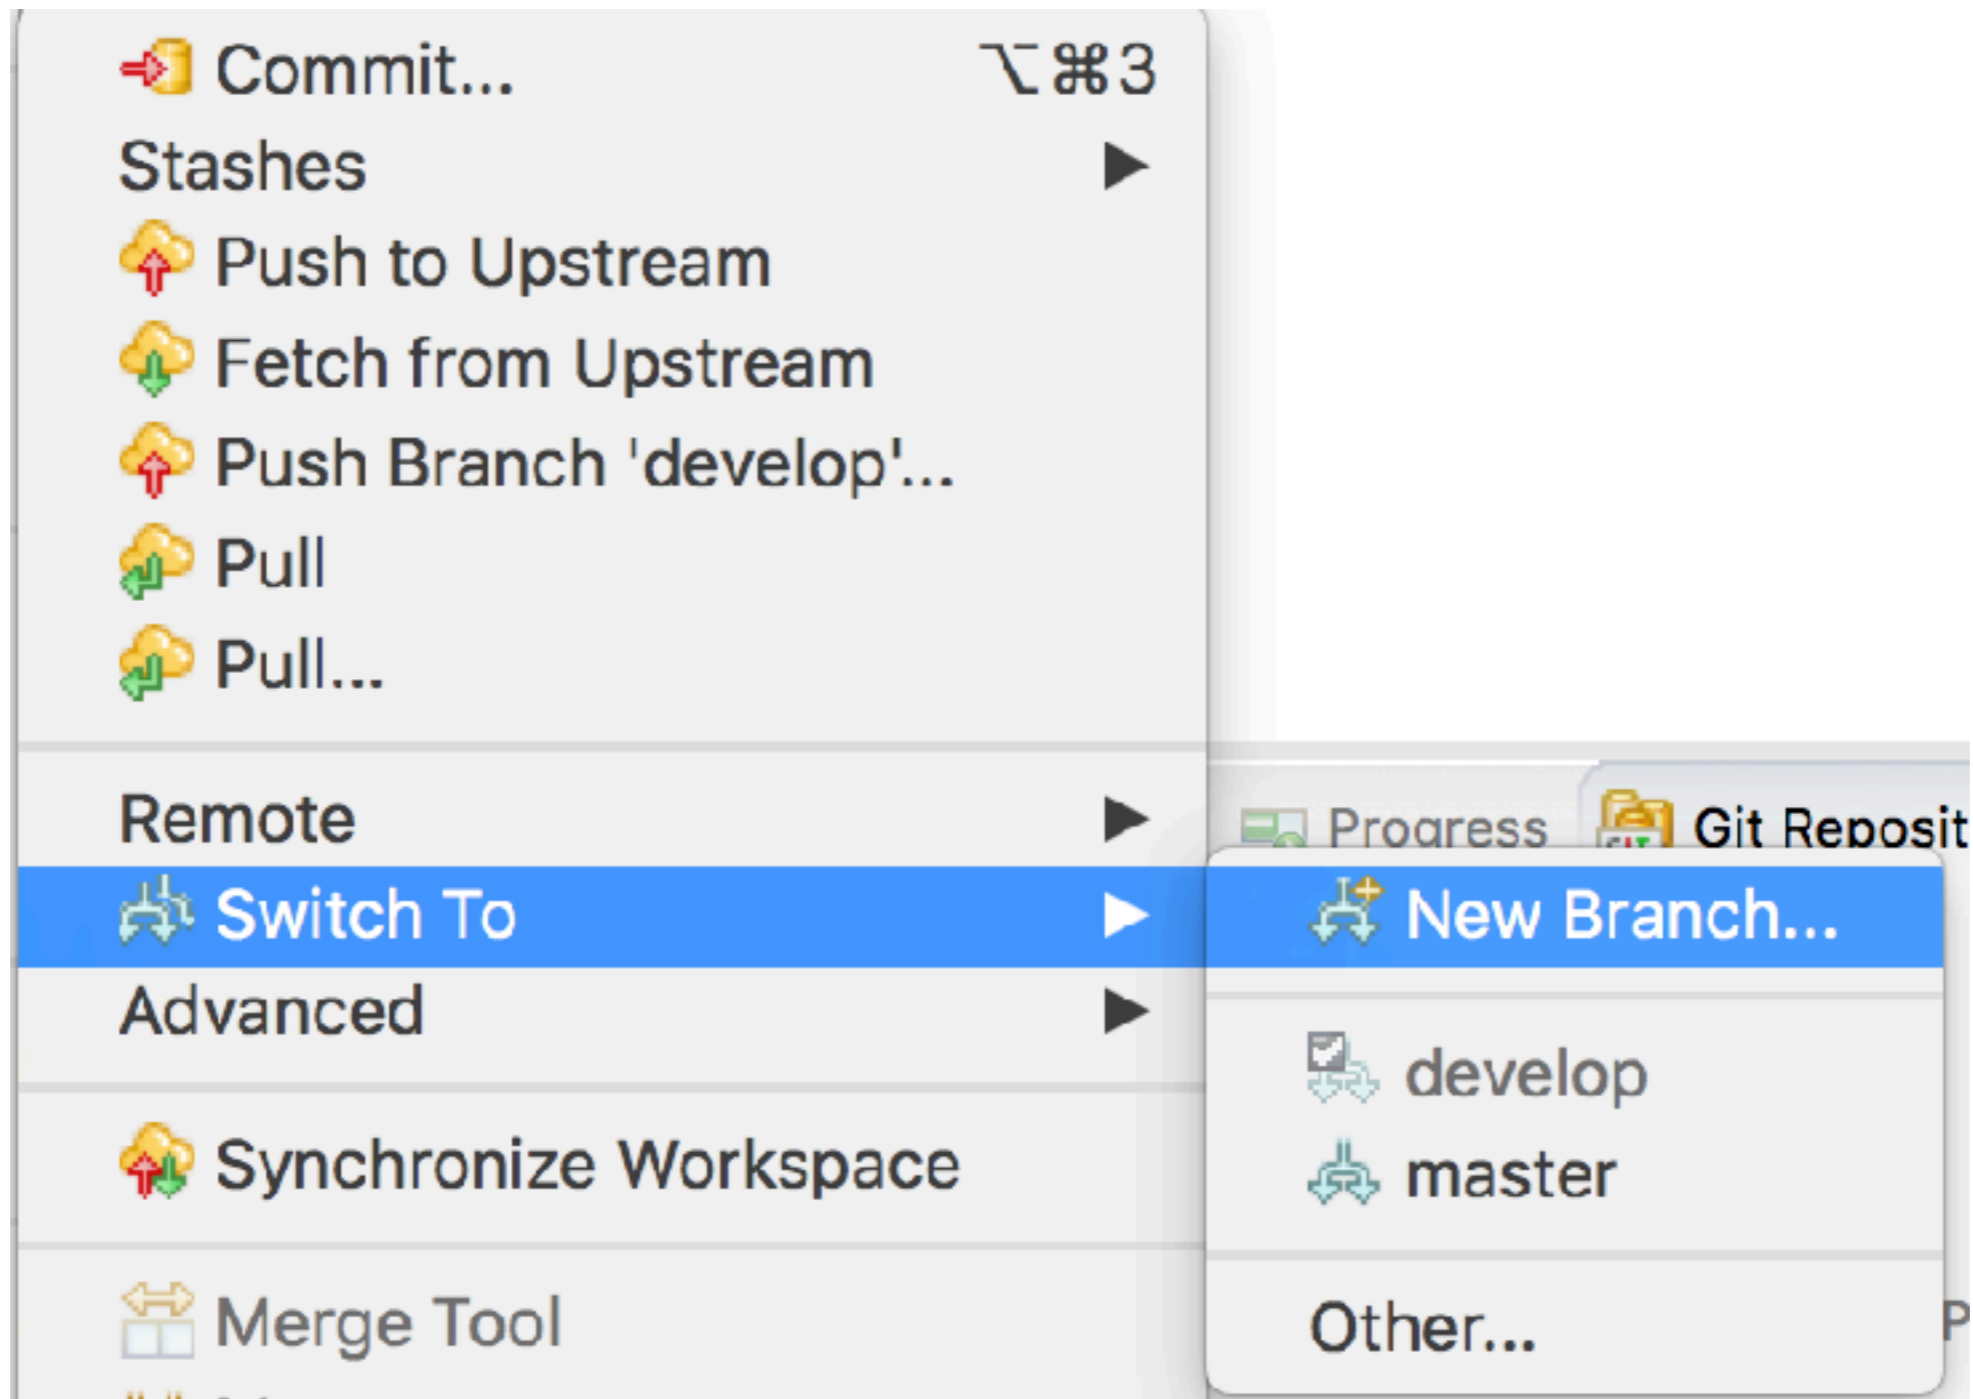 Commit... ⌥⌘3
Stashes
Push to Upstream
Fetch from Upstream
Push Branch 'develop'...
Pull
Pull...
Remote
Switch To
Advanced
Synchronize Workspace
Merge Tool
Progress
Git Reposit
New Branch...
develop
master
Other...
P